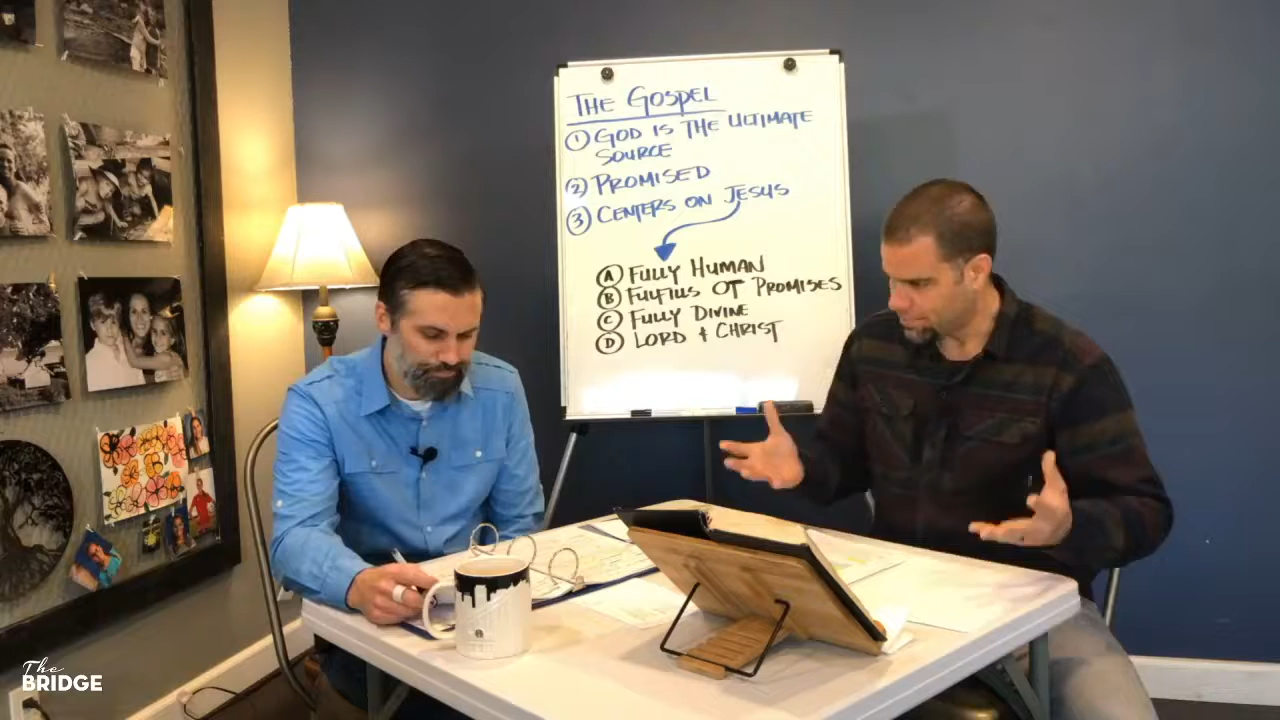 THE GOSPEL
① GOD IS THE ULTIMATE
SOURCE
② PROMISED
③ CENTERS ON JESUS
Ⓐ FULLY HUMAN
Ⓑ FULFILLS OT PROMISES
Ⓒ FULLY DIVINE
Ⓓ LORD + CHRIST
The
BRIDGE